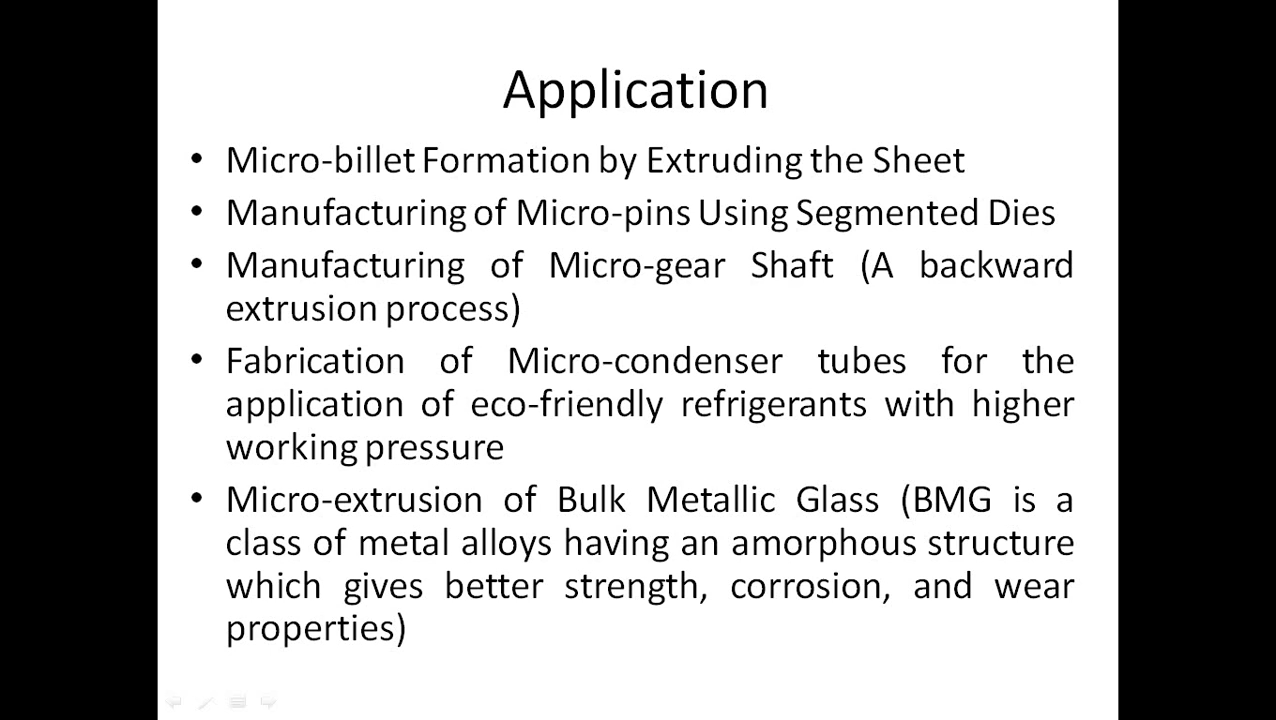 Application
• Micro-billet Formation by Extruding the Sheet
• Manufacturing of Micro-pins Using Segmented Dies
• Manufacturing of Micro-gear Shaft (A backward
extrusion process)
• Fabrication of Micro-condenser tubes for the
application of eco-friendly refrigerants with higher
working pressure
• Micro-extrusion of Bulk Metallic Glass (BMG is a
class of metal alloys having an amorphous structure
which gives better strength, corrosion, and wear
properties)